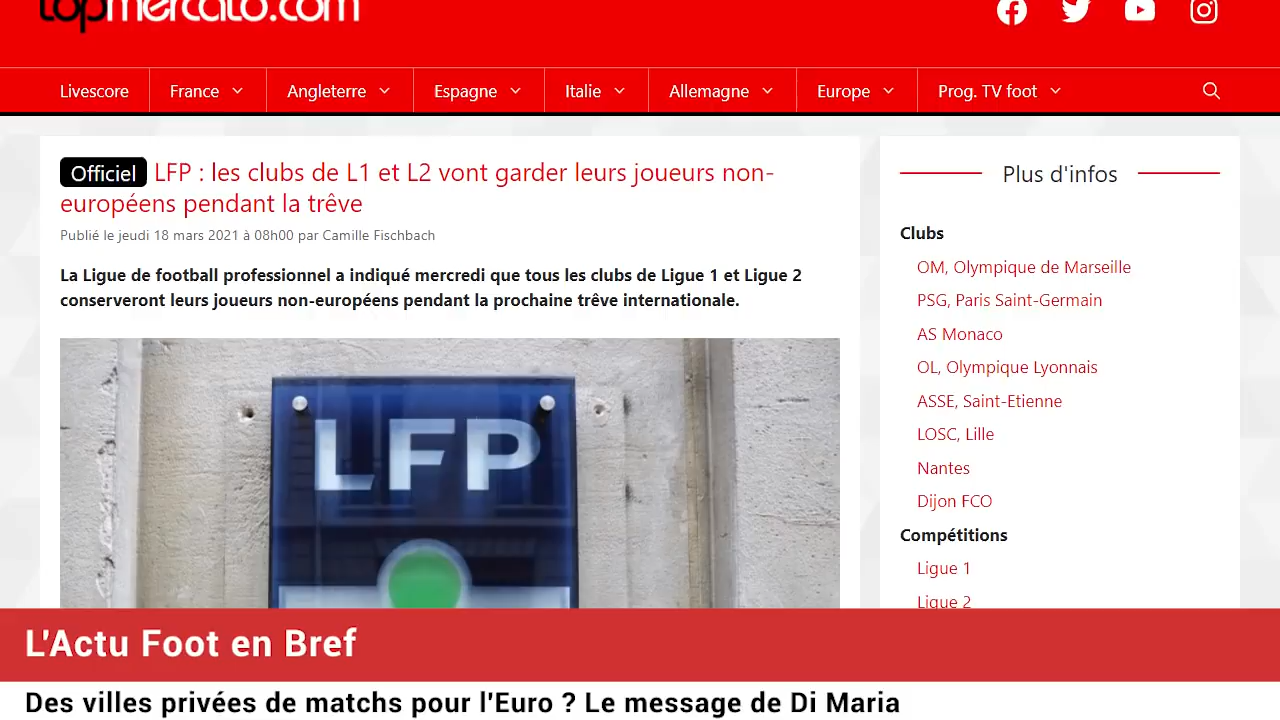 topmercato.com
Livescore
France
Angleterre
Espagne
Italie
Allemagne
Europe
Prog. TV foot
Officiel LFP : les clubs de L1 et L2 vont garder leurs joueurs non-
européens pendant la trêve
Publié le jeudi 18 mars 2021 à 08h00 par Camille Fischbach
La Ligue de football professionnel a indiqué mercredi que tous les clubs de Ligue 1 et Ligue 2
conserveront leurs joueurs non-européens pendant la prochaine trêve internationale.
LFP
Plus d'infos
Clubs
OM, Olympique de Marseille
PSG, Paris Saint-Germain
AS Monaco
OL, Olympique Lyonnais
ASSE, Saint-Etienne
LOSC, Lille
Nantes
Dijon FCO
Compétitions
Ligue 1
Ligue 2
L'Actu Foot en Bref
Des villes privées de matchs pour l'Euro ? Le message de Di Maria